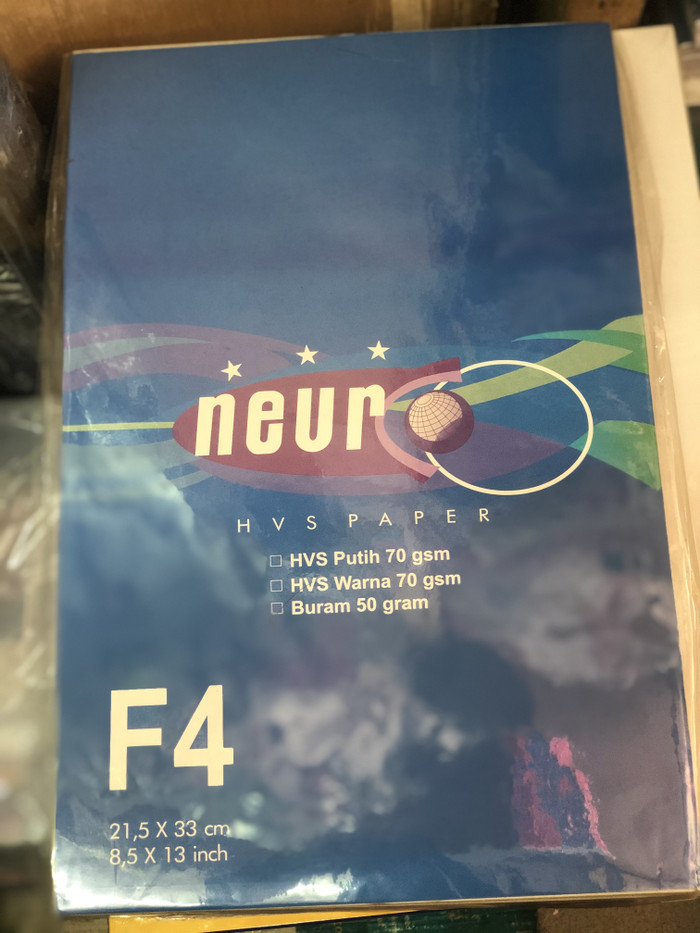 neuro
HVS PAPER
HVS Putih 70 gsm
HVS Warna 70 gsm
Buram 50 gram
F4
21,5 X 33 cm
8,5 X 13 inch